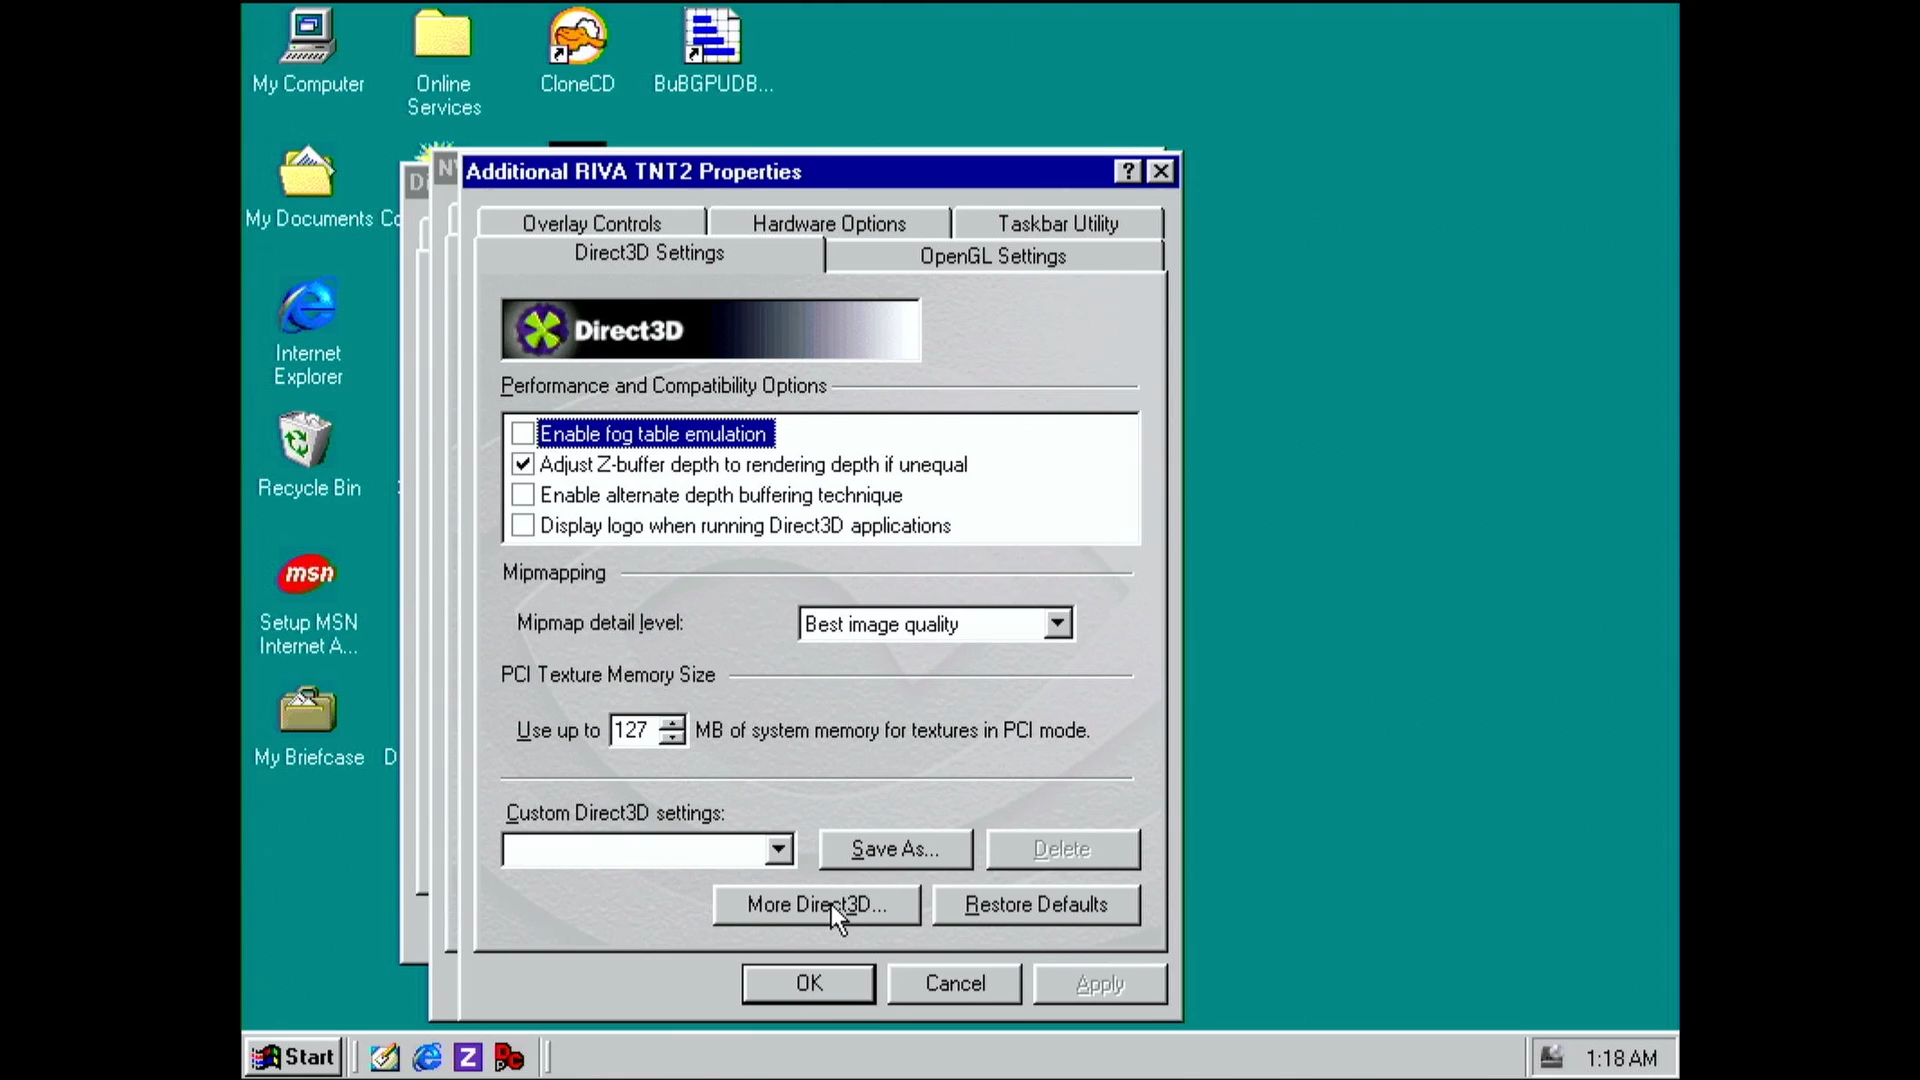 My Computer
Online
Services
CloneCD
BuBGPUDB...
My Documents
Co
Internet
Explorer
Recycle Bin
msn
Setup MSN
Internet A...
My Briefcase
D
Di
N
Additional RIVA TNT2 Properties
Overlay Controls
Hardware Options
Taskbar Utility
Direct3D Settings
OpenGL Settings
Direct3D
Performance and Compatibility Options
Enable fog table emulation
Adjust Z-buffer depth to rendering depth if unequal
Enable alternate depth buffering technique
Display logo when running Direct3D applications
Mipmapping
Mipmap detail level:
Best image quality
PCI Texture Memory Size
Use up to 127 MB of system memory for textures in PCI mode.
Custom Direct3D settings:
Save As...
Delete
More Direct3D...
Restore Defaults
OK
Cancel
Apply
Start
Z
1:18 AM